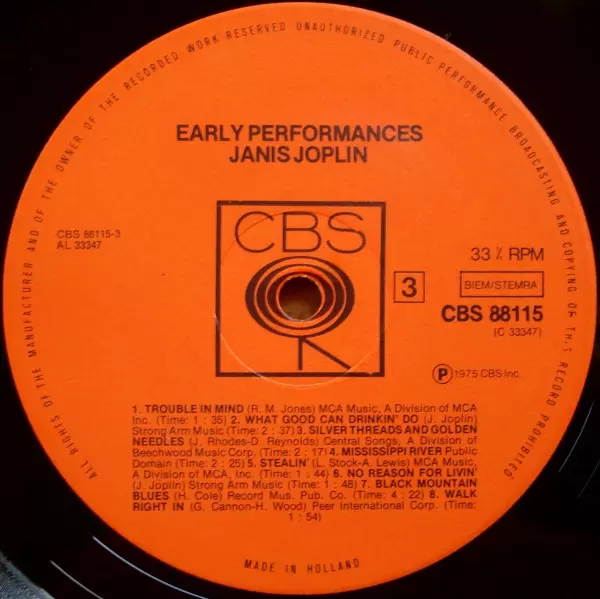 ALL RIGHTS OF THE MANUFACTURER AND OF THE OWNER OF THE RECORDED WORK RESERVED UNAUTHORIZED PUBLIC PERFORMANCE BROADCASTING AND COPYING OF THIS RECORD PROHIBITED
EARLY PERFORMANCES
JANIS JOPLIN
CBS 88115-3
AL 33347
CBS
3
33⅓ RPM
BIEM/STEMRA
CBS 88115
(C 33347)
Ⓟ 1975 CBS Inc.
1. TROUBLE IN MIND (R. M. Jones) MCA Music, A Division of MCA
Inc. (Time: 1 : 35) 2. WHAT GOOD CAN DRINKIN' DO (J. Joplin)
Strong Arm Music (Time: 2 : 37) 3. SILVER THREADS AND GOLDEN
NEEDLES (J. Rhodes-D. Reynolds) Central Songs, A Division of
Beechwood Music Corp. (Time: 2 : 17) 4. MISSISSIPPI RIVER Public
Domain (Time: 2 : 25) 5. STEALIN' (L. Stock-A. Lewis) MCA Music,
A Division of MCA, Inc. (Time: 1 : 44) 6. NO REASON FOR LIVIN'
(J. Joplin) Strong Arm Music (Time: 1 : 48) 7. BLACK MOUNTAIN
BLUES (H. Cole) Record Mus. Pub. Co. (Time: 4 : 22) 8. WALK
RIGHT IN (G. Cannon-H. Wood) Peer International Corp. (Time:
1 : 54)
MADE IN HOLLAND